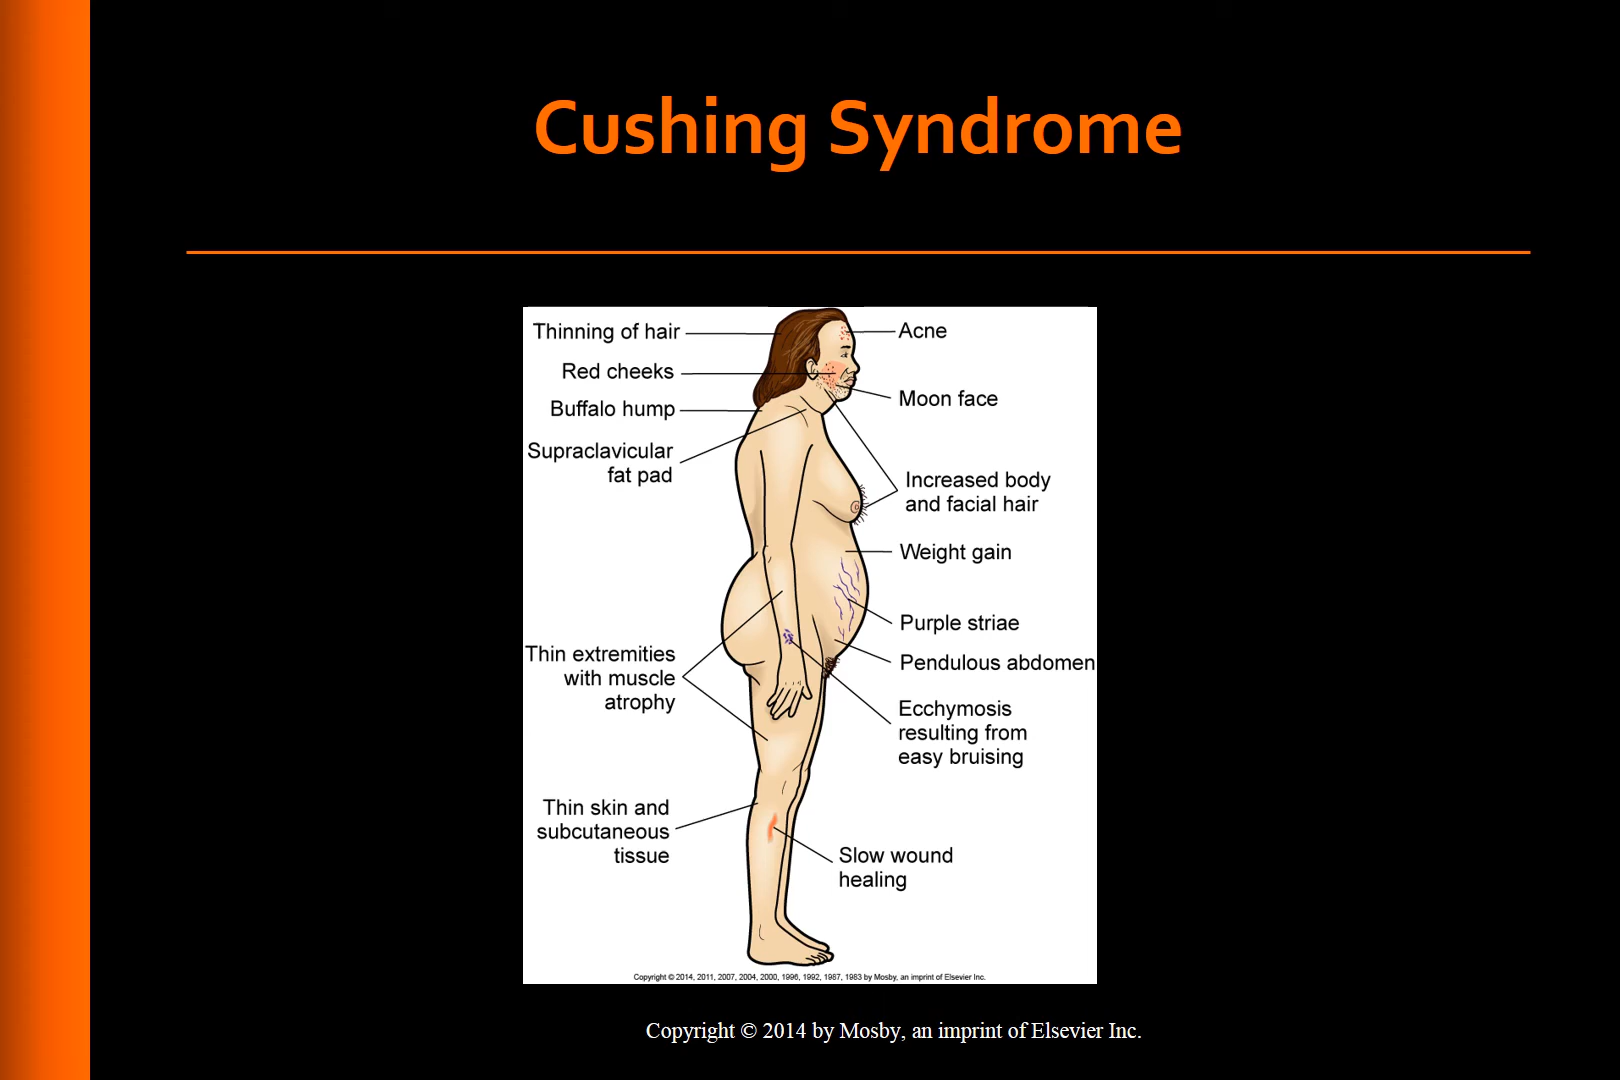 Cushing Syndrome
Thinning of hair
Red cheeks
Buffalo hump
Supraclavicular
fat pad
Thin extremities
with muscle
atrophy
Thin skin and
subcutaneous
tissue
Acne
Moon face
Increased body
and facial hair
Weight gain
Purple striae
Pendulous abdomen
Ecchymosis
resulting from
easy bruising
Slow wound
healing
Copyright © 2014, 2011, 2007, 2004, 2000, 1996, 1992, 1987, 1983 by Mosby, an imprint of Elsevier Inc.
Copyright © 2014 by Mosby, an imprint of Elsevier Inc.